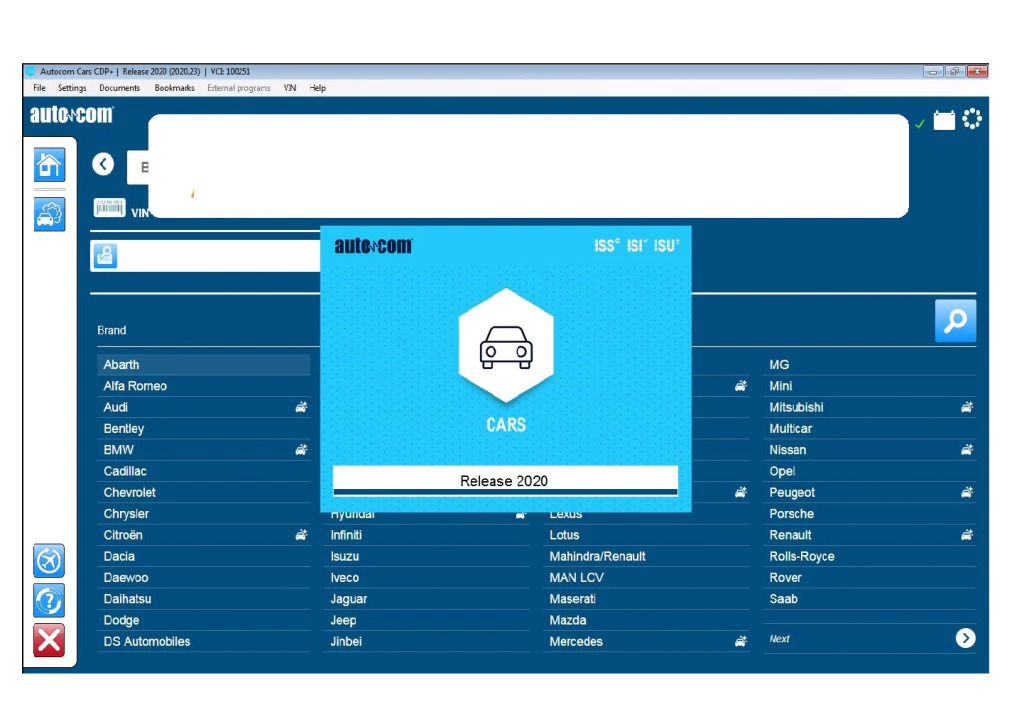 Autocom Cars CDP+ | Release 2020 (2020.23) | VCI: 100251
File Settings Documents Bookmarks External programs VIN Help
autocom
VIN
autocom ISS ISI ISU
Brand
Abarth MG
Alfa Romeo Mini
Audi Mitsubishi
Bentley CARS Multicar
BMW Nissan
Cadillac Release 2020 Opel
Chevrolet Peugeot
Chrysler Hyundai Lexus Porsche
Citroën Infiniti Lotus Renault
Dacia Isuzu Mahindra/Renault Rolls-Royce
Daewoo Iveco MAN LCV Rover
Daihatsu Jaguar Maserati Saab
Dodge Jeep Mazda
DS Automobiles Jinbei Mercedes Next